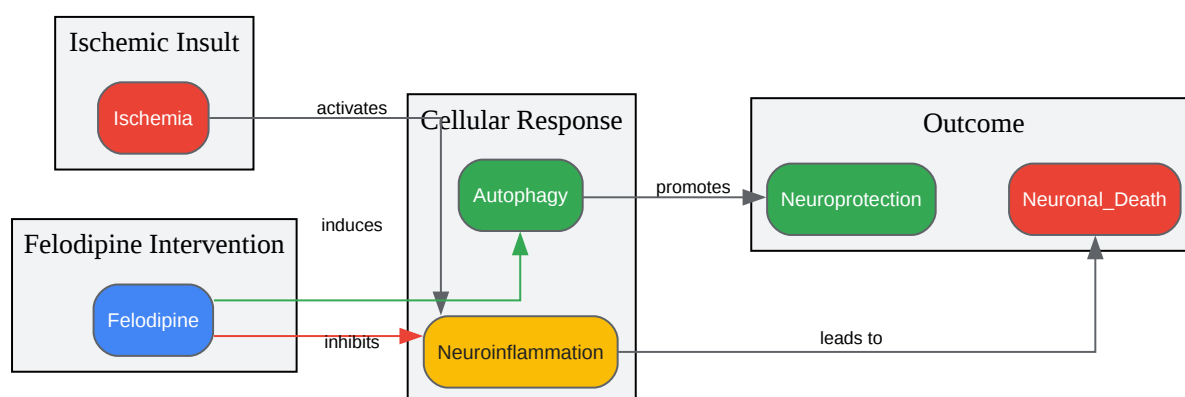 Ischemic Insult
Ischemia
activates
Felodipine Intervention
Felodipine
induces
inhibits
Cellular Response
Autophagy
Neuroinflammation
promotes
leads to
Outcome
Neuroprotection
Neuronal_Death